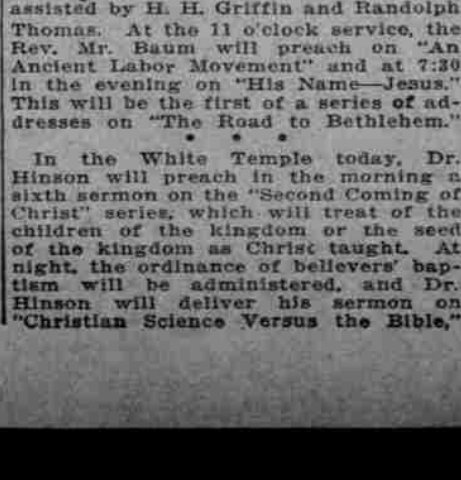 assisted by H. H. Griffin and Randolph
Thomas. At the 11 o'clock service, the
Rev. Mr. Baum will preach on "An
Ancient Labor Movement" and at 7:30
in the evening on "His Name—Jesus."
This will be the first of a series of ad-
dresses on "The Road to Bethlehem."
* * *
In the White Temple today, Dr.
Hinson will preach in the morning a
sixth sermon on the "Second Coming of
Christ" series, which will treat of the
children of the kingdom or the seed
of the kingdom as Christ taught. At
night, the ordinance of believers' bap-
tism will be administered, and Dr.
Hinson will deliver his sermon on
"Christian Science Versus the Bible,"